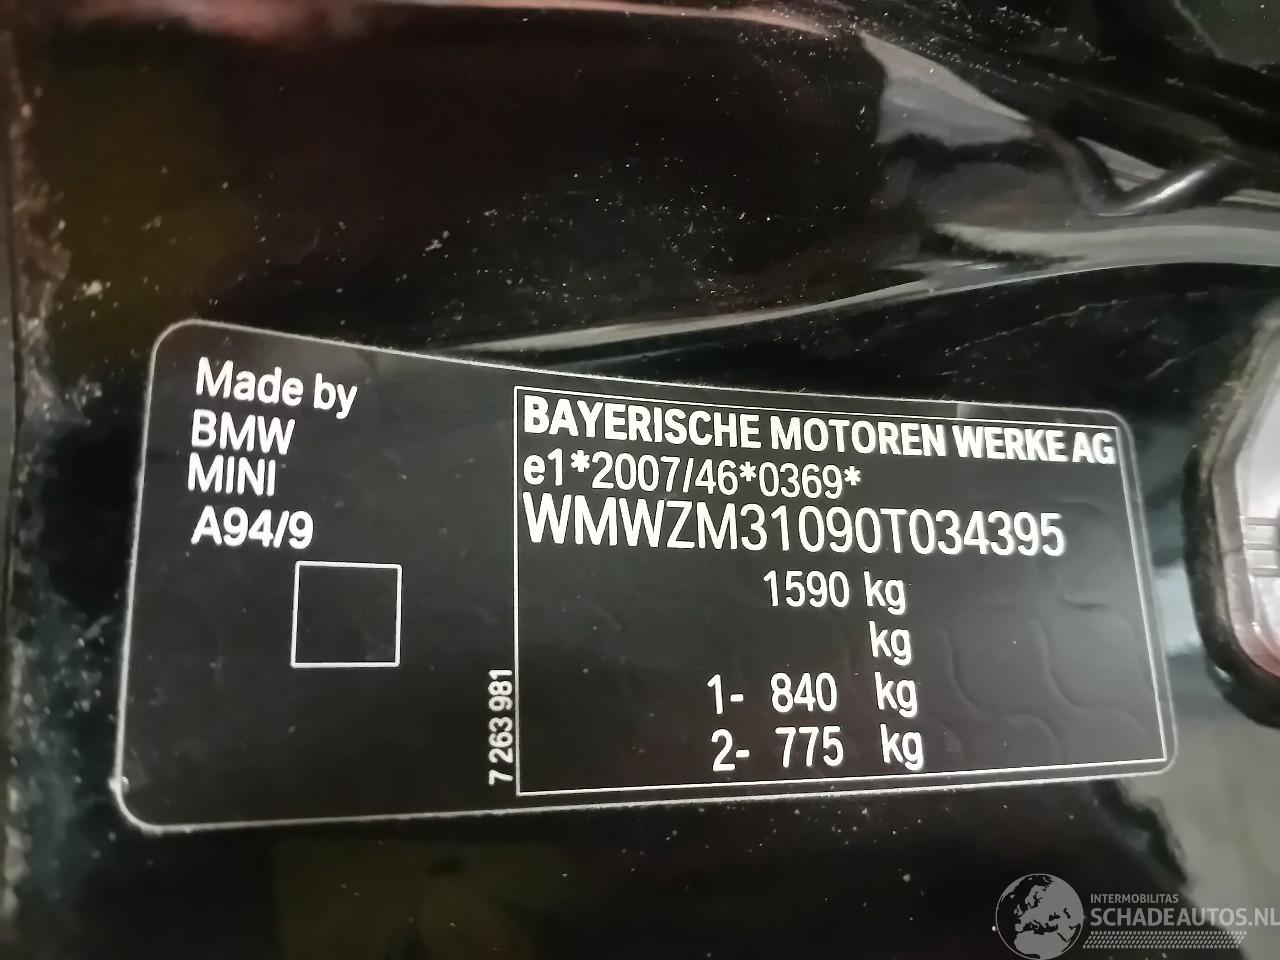 Made by
BMW
MINI
A94/9
7 263 981
BAYERISCHE MOTOREN WERKE AG
e1*2007/46*0369*
WMWZM31090T034395
1590 kg
kg
1- 840 kg
2- 775 kg
INTERMOBILITAS
SCHADEAUTOS.NL